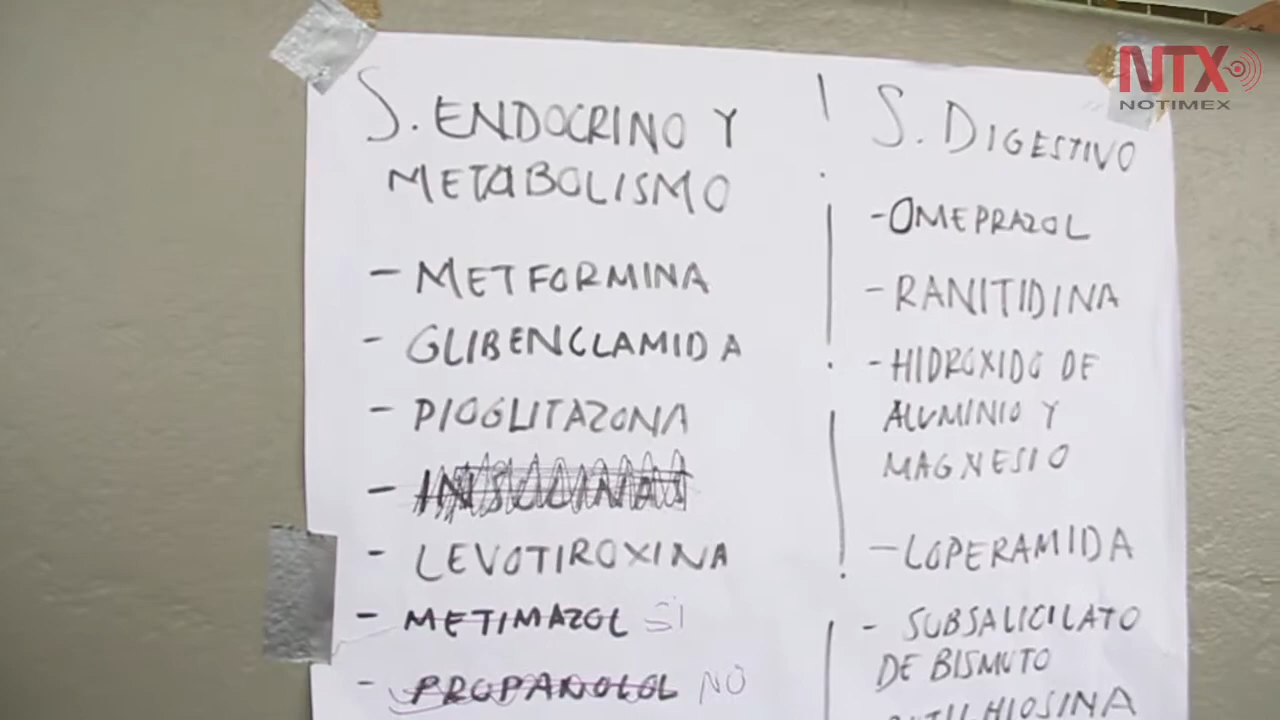 S. ENDOCRINO Y
METABOLISMO
- METFORMINA
- GLIBENCLAMIDA
- PIOGLITAZONA
- INSULINAS
- LEVOTIROXINA
- METIMAZOL SI
- PROPANOLOL NO
S. DIGESTIVO
- OMEPRAZOL
- RANITIDINA
- HIDROXIDO DE
ALUMINIO Y
MAGNESIO
- LOPERAMIDA
- SUBSALICILATO
DE BISMUTO
NTX
NOTIMEX